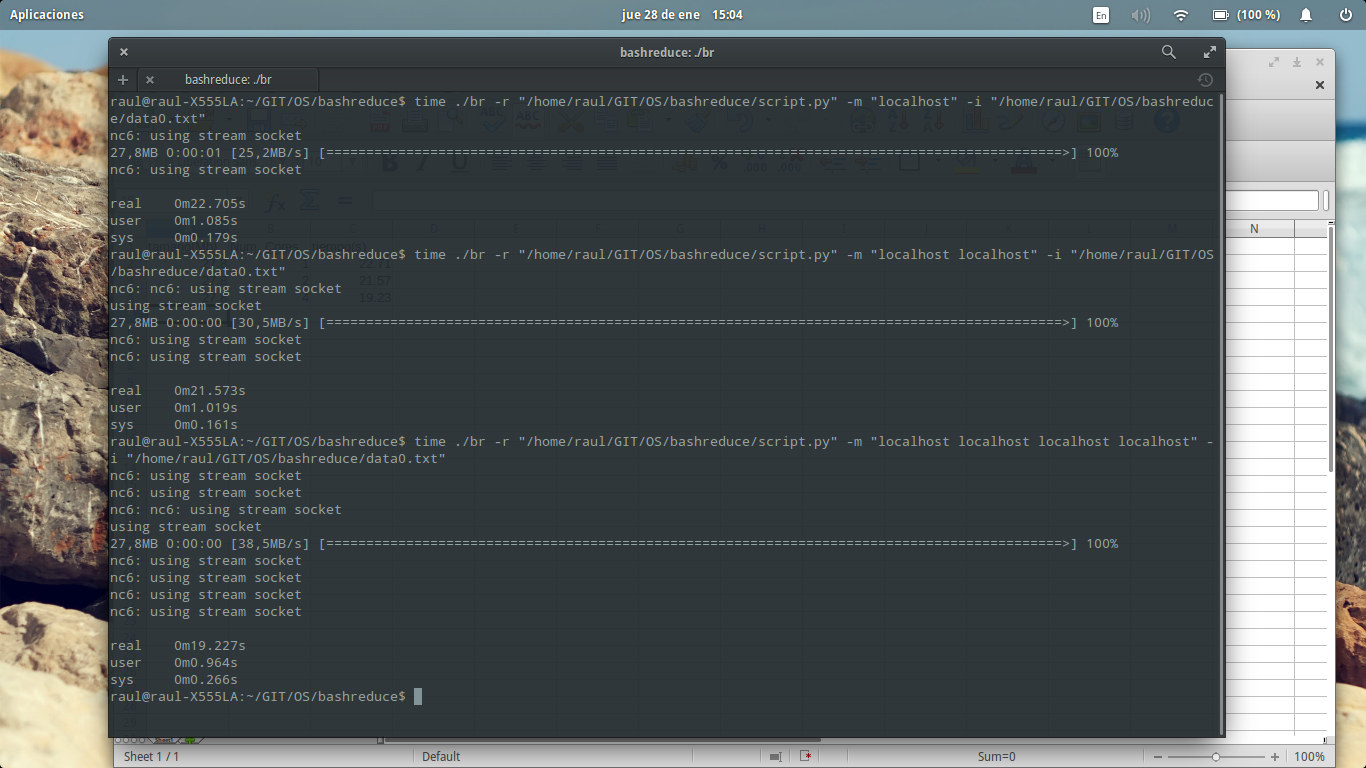 Aplicaciones
jue 28 de ene 15:04
En
(100 %)
bashreduce: ./br
bashreduce: ./br
raul@raul-X555LA:~/GIT/OS/bashreduce$ time ./br -r "/home/raul/GIT/OS/bashreduce/script.py" -m "localhost" -i "/home/raul/GIT/OS/bashreduc
e/data0.txt"
nc6: using stream socket
27,8MB 0:00:01 [25,2MB/s] [============================================================================================>] 100%
nc6: using stream socket
real 0m22.705s
user 0m1.085s
sys 0m0.179s
raul@raul-X555LA:~/GIT/OS/bashreduce$ time ./br -r "/home/raul/GIT/OS/bashreduce/script.py" -m "localhost localhost" -i "/home/raul/GIT/OS
/bashreduce/data0.txt"
nc6: nc6: using stream socket
using stream socket
27,8MB 0:00:00 [30,5MB/s] [============================================================================================>] 100%
nc6: using stream socket
nc6: using stream socket
real 0m21.573s
user 0m1.019s
sys 0m0.161s
raul@raul-X555LA:~/GIT/OS/bashreduce$ time ./br -r "/home/raul/GIT/OS/bashreduce/script.py" -m "localhost localhost localhost localhost" -
i "/home/raul/GIT/OS/bashreduce/data0.txt"
nc6: using stream socket
nc6: using stream socket
nc6: nc6: using stream socket
using stream socket
27,8MB 0:00:00 [38,5MB/s] [============================================================================================>] 100%
nc6: using stream socket
nc6: using stream socket
nc6: using stream socket
nc6: using stream socket
real 0m19.227s
user 0m0.964s
sys 0m0.266s
raul@raul-X555LA:~/GIT/OS/bashreduce$
N
21.57
19.23
Sheet 1 / 1
Default
Sum=0
100%